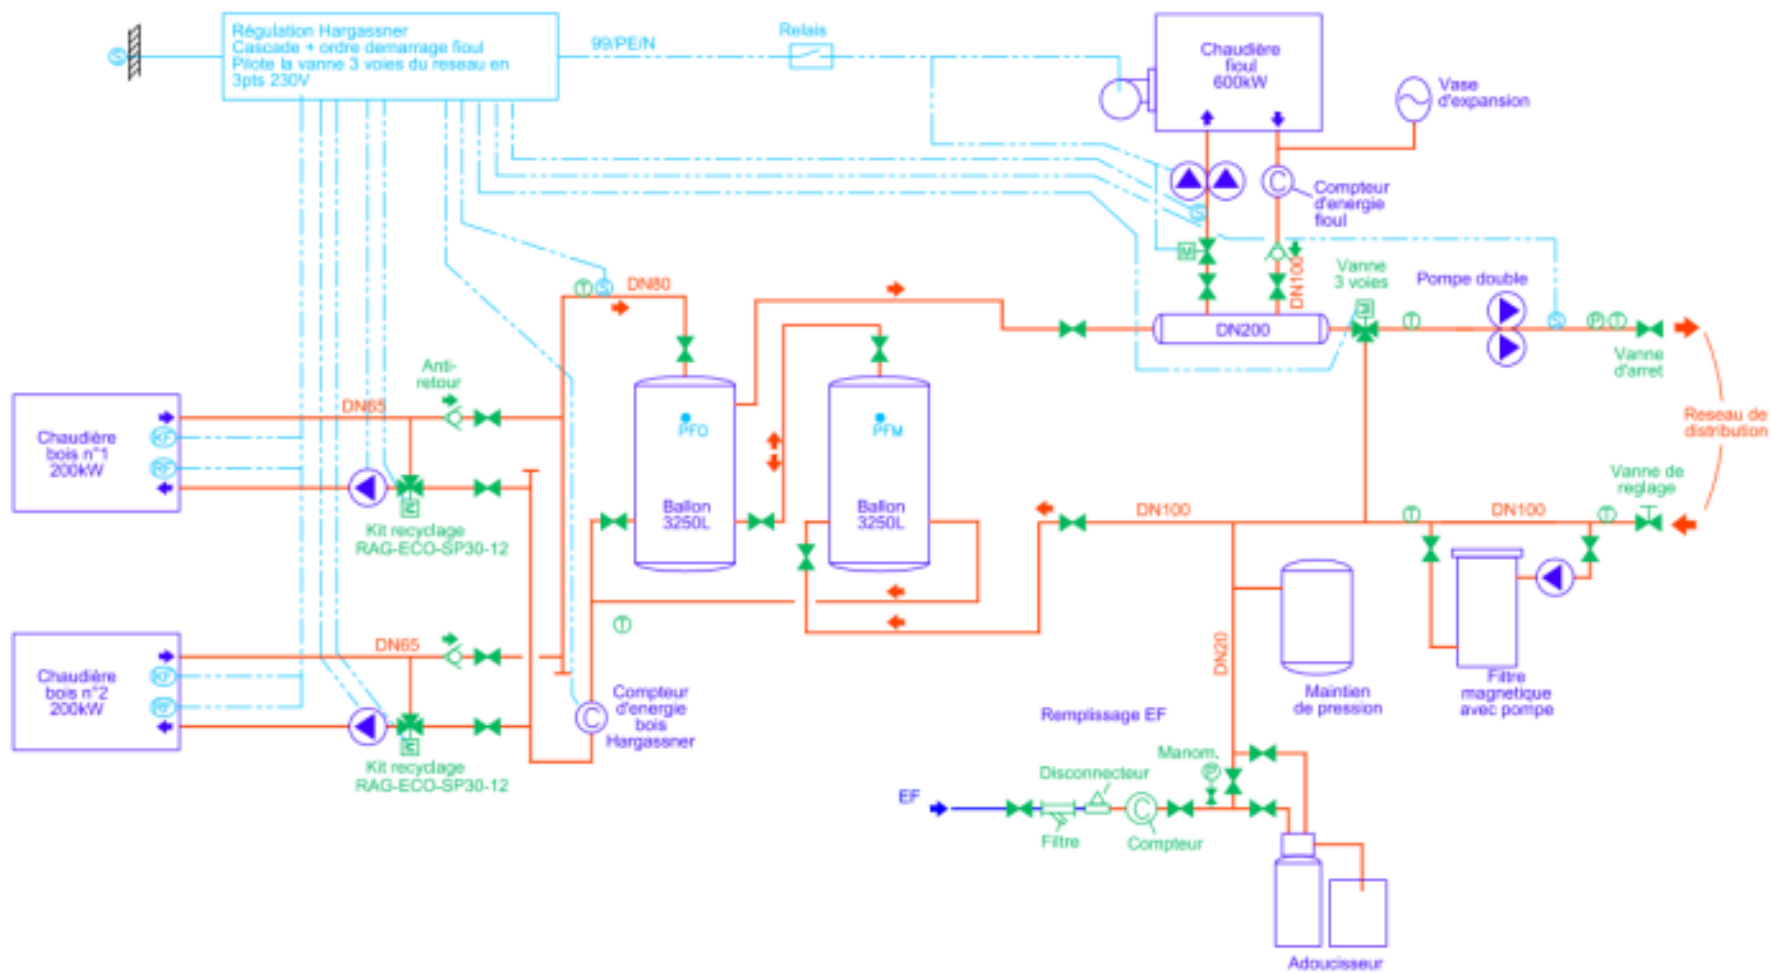 Régulation Hargassner
Cascade + ordre demarrage fioul
Pilote la vanne 3 voies du reseau en
3pts 230V
S
99/PE/N
Relais
Chaudière
fioul
600kW
Vase
d'expansion
C
Compteur
d'energie
fioul
S
M
DN100
Vanne
3 voies
M
Pompe double
T
S
DN80
DN200
T
S
P
T
Vanne
d'arret
Anti-
retour
DN65
Chaudière
bois n°1
200kW
KF
RF
PFO
PFM
Reseau de
distribution
Ballon
3250L
Ballon
3250L
Kit recyclage
RAG-ECO-SP30-12
DN100
T
DN100
T
Vanne de
reglage
T
DN65
Chaudière
bois n°2
200kW
KF
RF
Kit recyclage
RAG-ECO-SP30-12
C
Compteur
d'energie
bois
Hargassner
DN20
Maintien
de pression
Filtre
magnetique
avec pompe
Remplissage EF
Manom.
P
Disconnecteur
EF
C
Filtre
Compteur
Adoucisseur